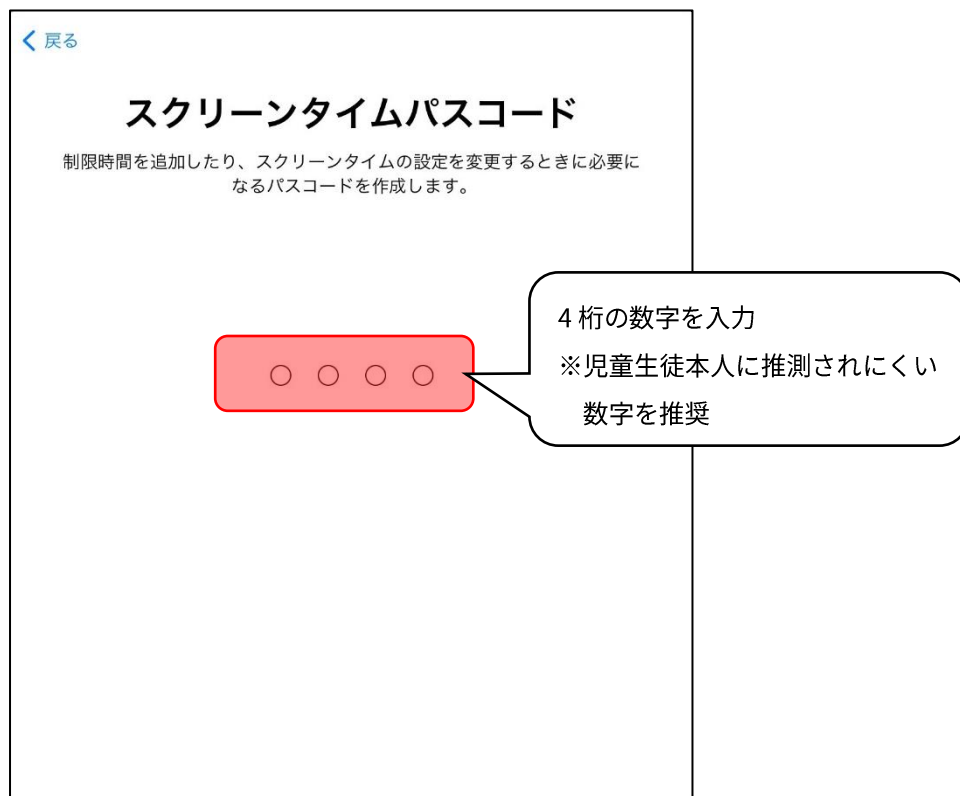 戻る
スクリーンタイムパスコード
制限時間を追加したり、スクリーンタイムの設定を変更するときに必要に
なるパスコードを作成します。
4桁の数字を入力
※児童生徒本人に推測されにくい
数字を推奨